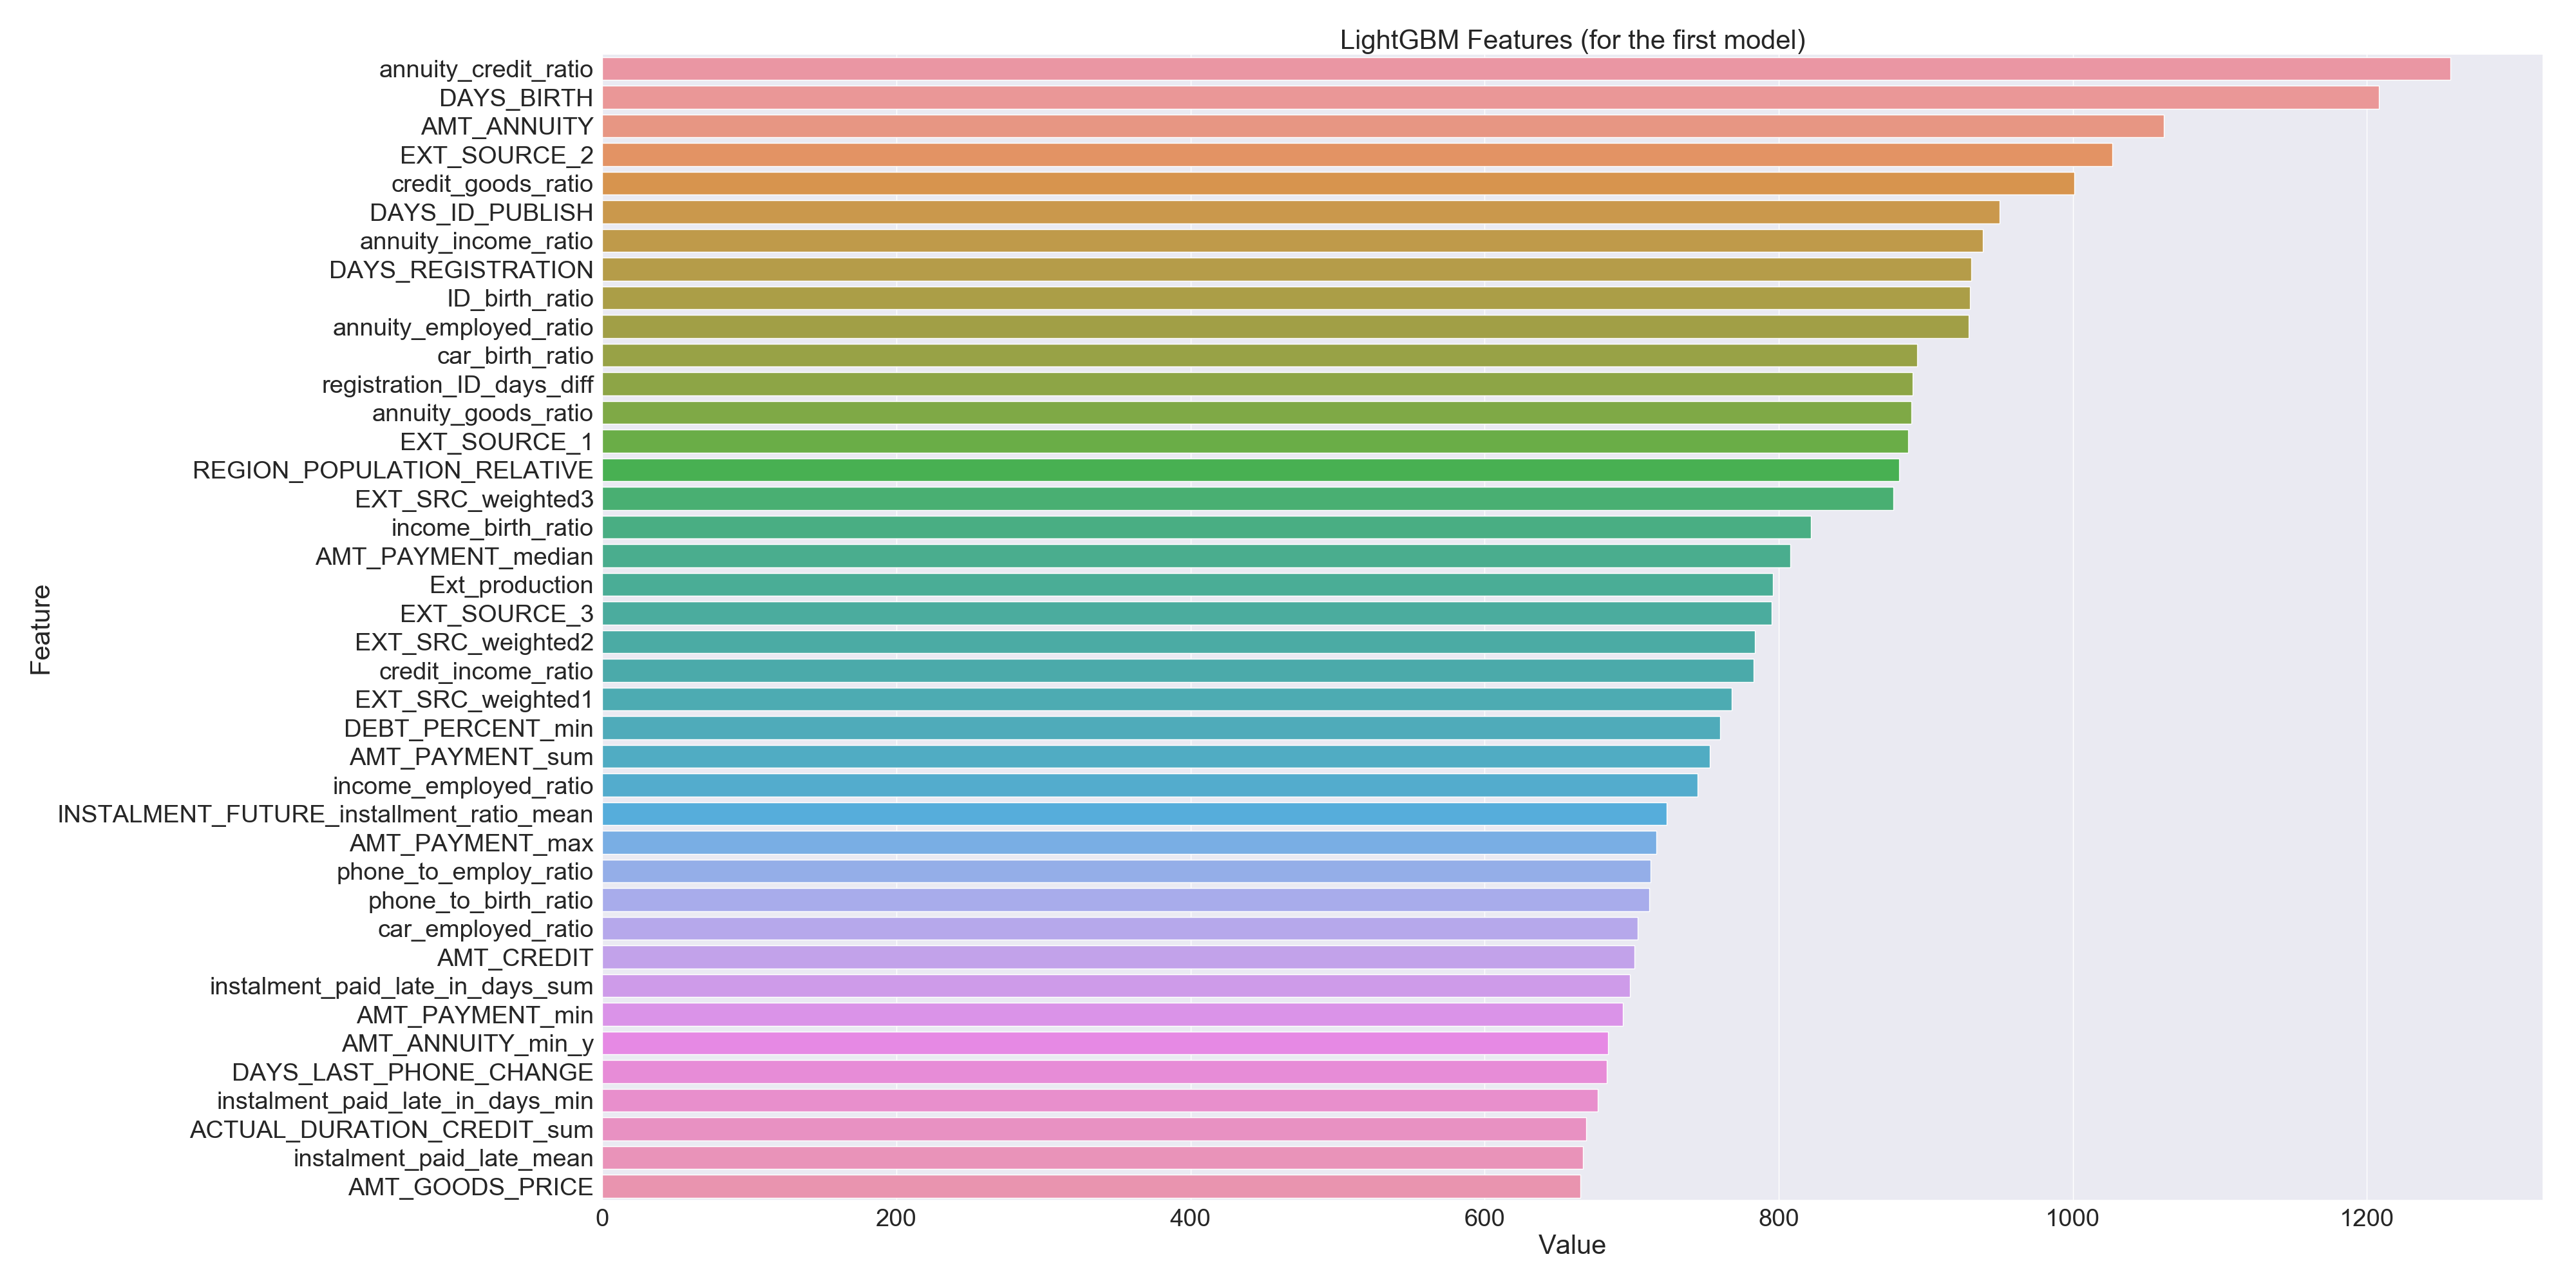 LightGBM Features (for the first model)
annuity_credit_ratio
DAYS_BIRTH
AMT_ANNUITY
EXT_SOURCE_2
credit_goods_ratio
DAYS_ID_PUBLISH
annuity_income_ratio
DAYS_REGISTRATION
ID_birth_ratio
annuity_employed_ratio
car_birth_ratio
registration_ID_days_diff
annuity_goods_ratio
EXT_SOURCE_1
REGION_POPULATION_RELATIVE
EXT_SRC_weighted3
income_birth_ratio
AMT_PAYMENT_median
Ext_production
EXT_SOURCE_3
EXT_SRC_weighted2
credit_income_ratio
EXT_SRC_weighted1
DEBT_PERCENT_min
AMT_PAYMENT_sum
income_employed_ratio
INSTALMENT_FUTURE_installment_ratio_mean
AMT_PAYMENT_max
phone_to_employ_ratio
phone_to_birth_ratio
car_employed_ratio
AMT_CREDIT
instalment_paid_late_in_days_sum
AMT_PAYMENT_min
AMT_ANNUITY_min_y
DAYS_LAST_PHONE_CHANGE
instalment_paid_late_in_days_min
ACTUAL_DURATION_CREDIT_sum
instalment_paid_late_mean
AMT_GOODS_PRICE
Feature
0 200 400 600 800 1000 1200
Value